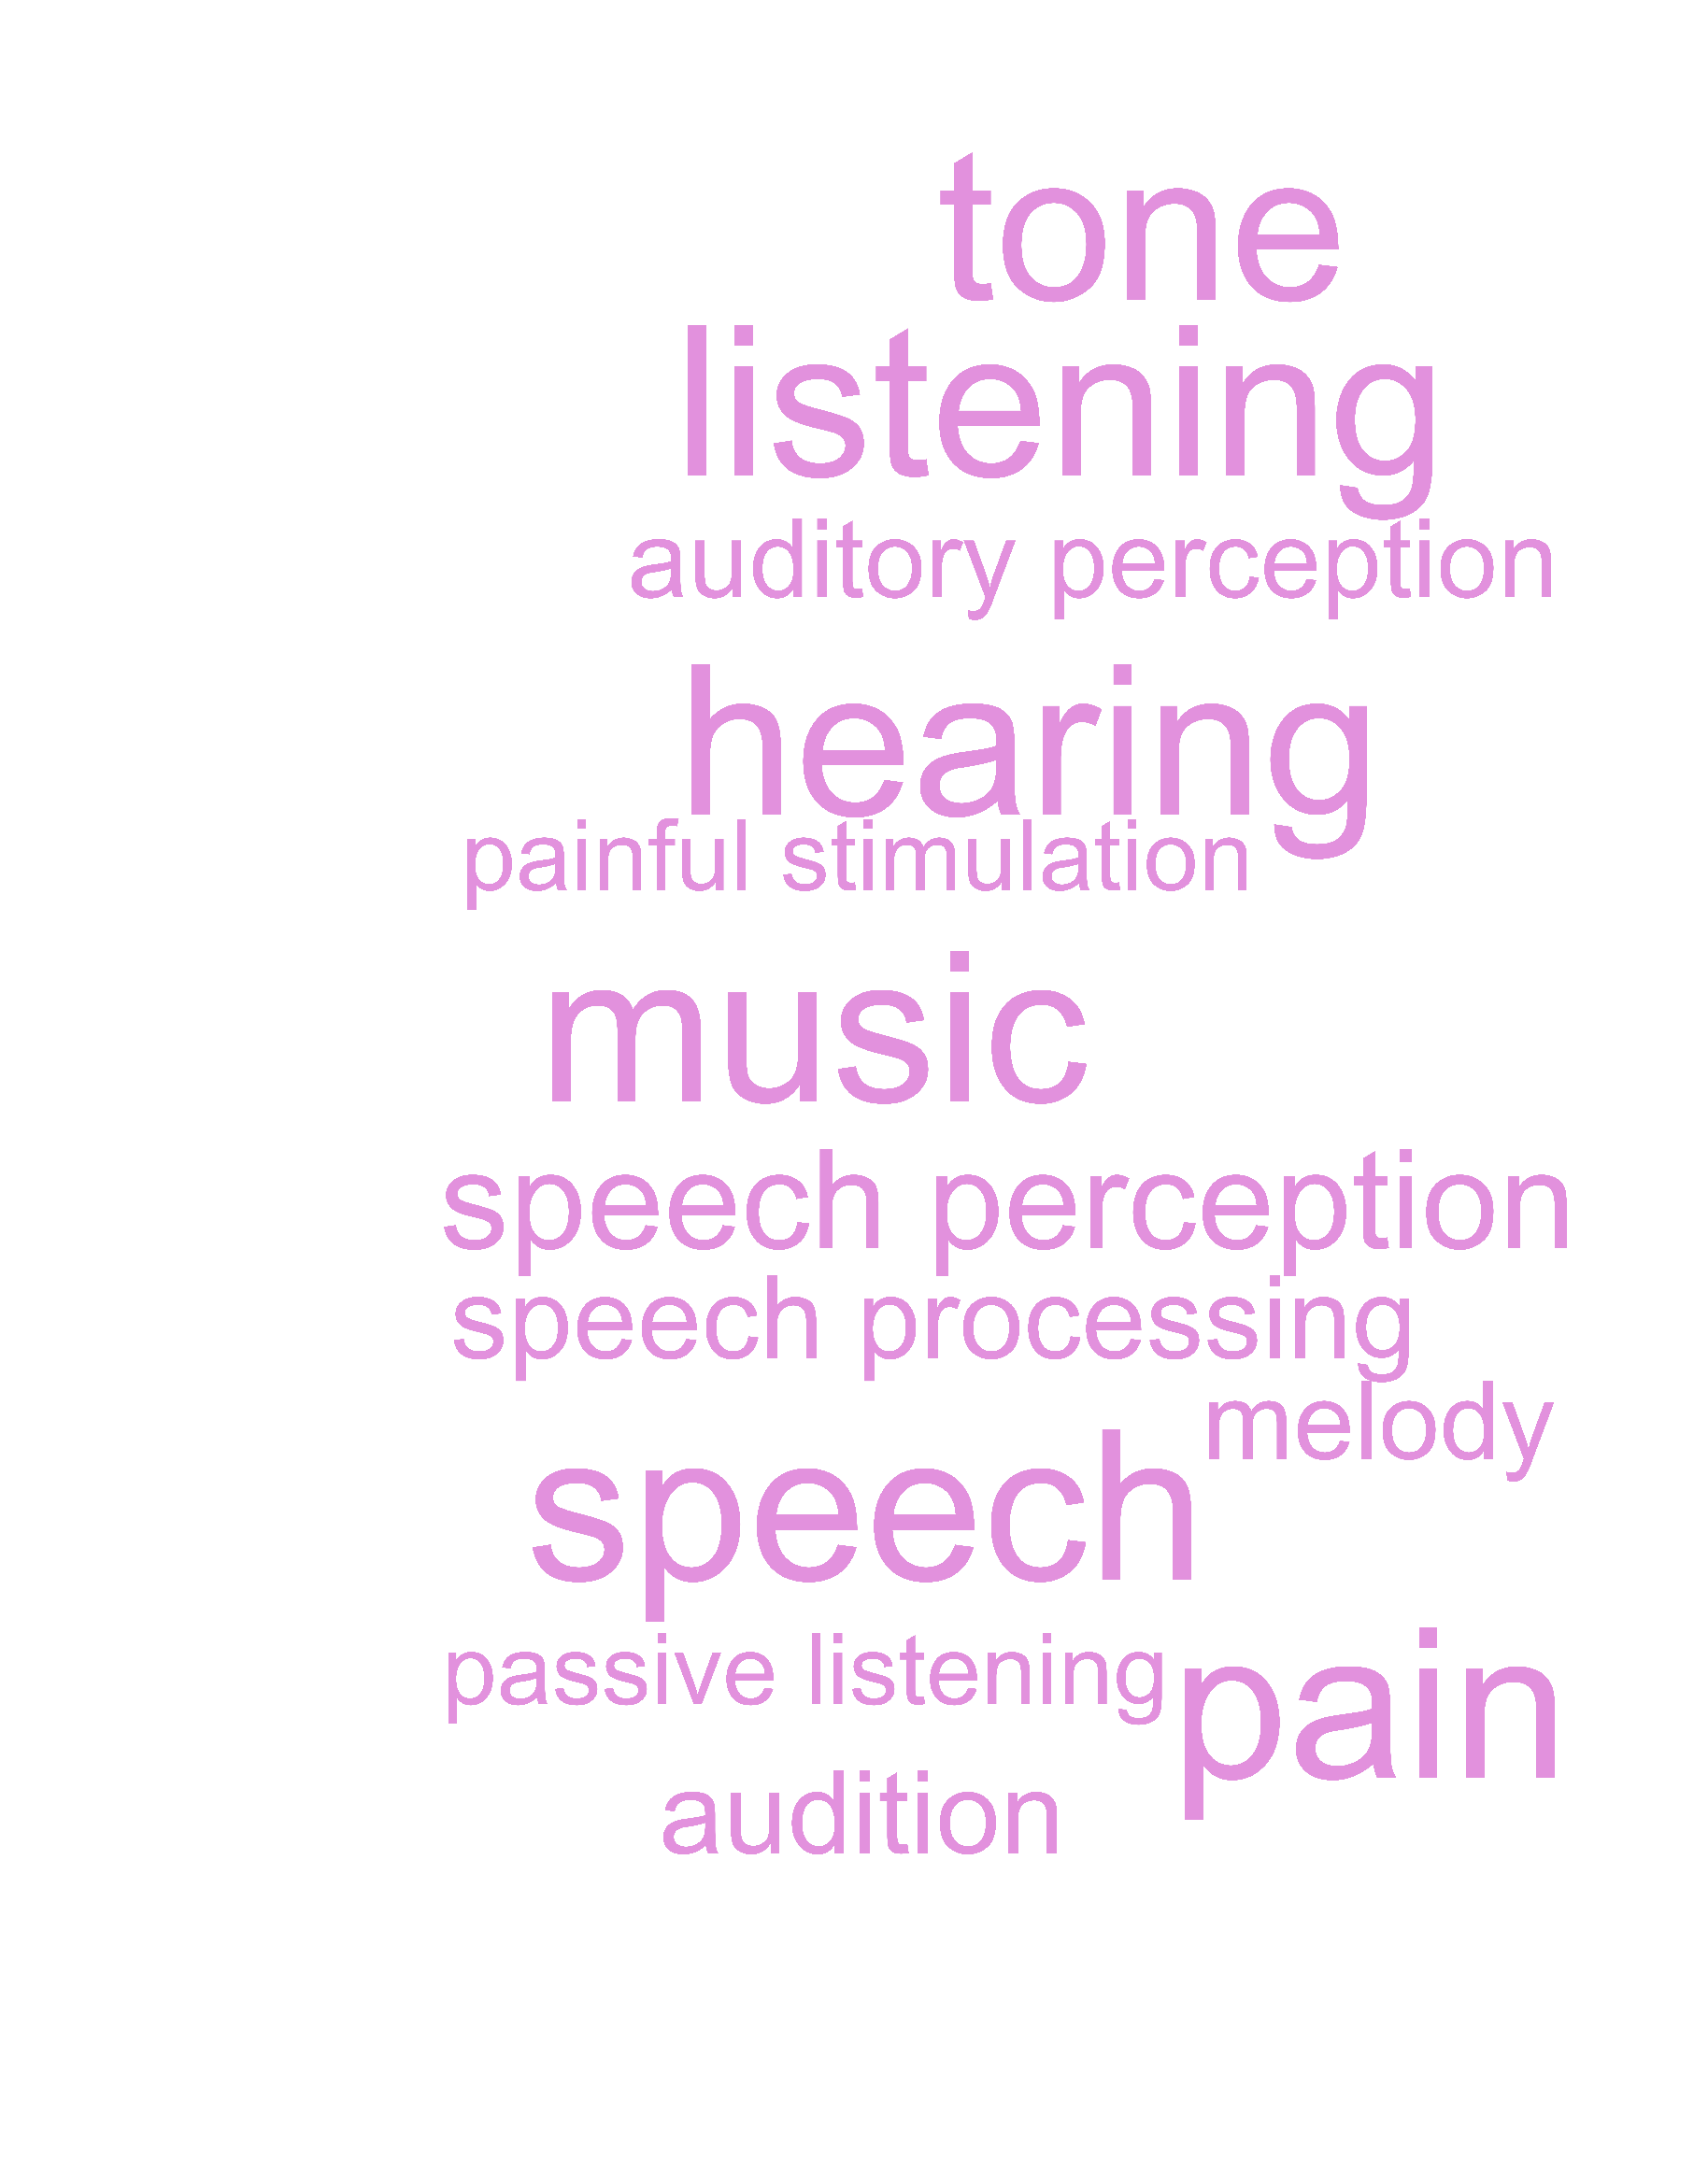 tone
listening
auditory perception
hearing
painful stimulation
music
speech perception
speech processing
melody
speech
passive listening
pain
audition